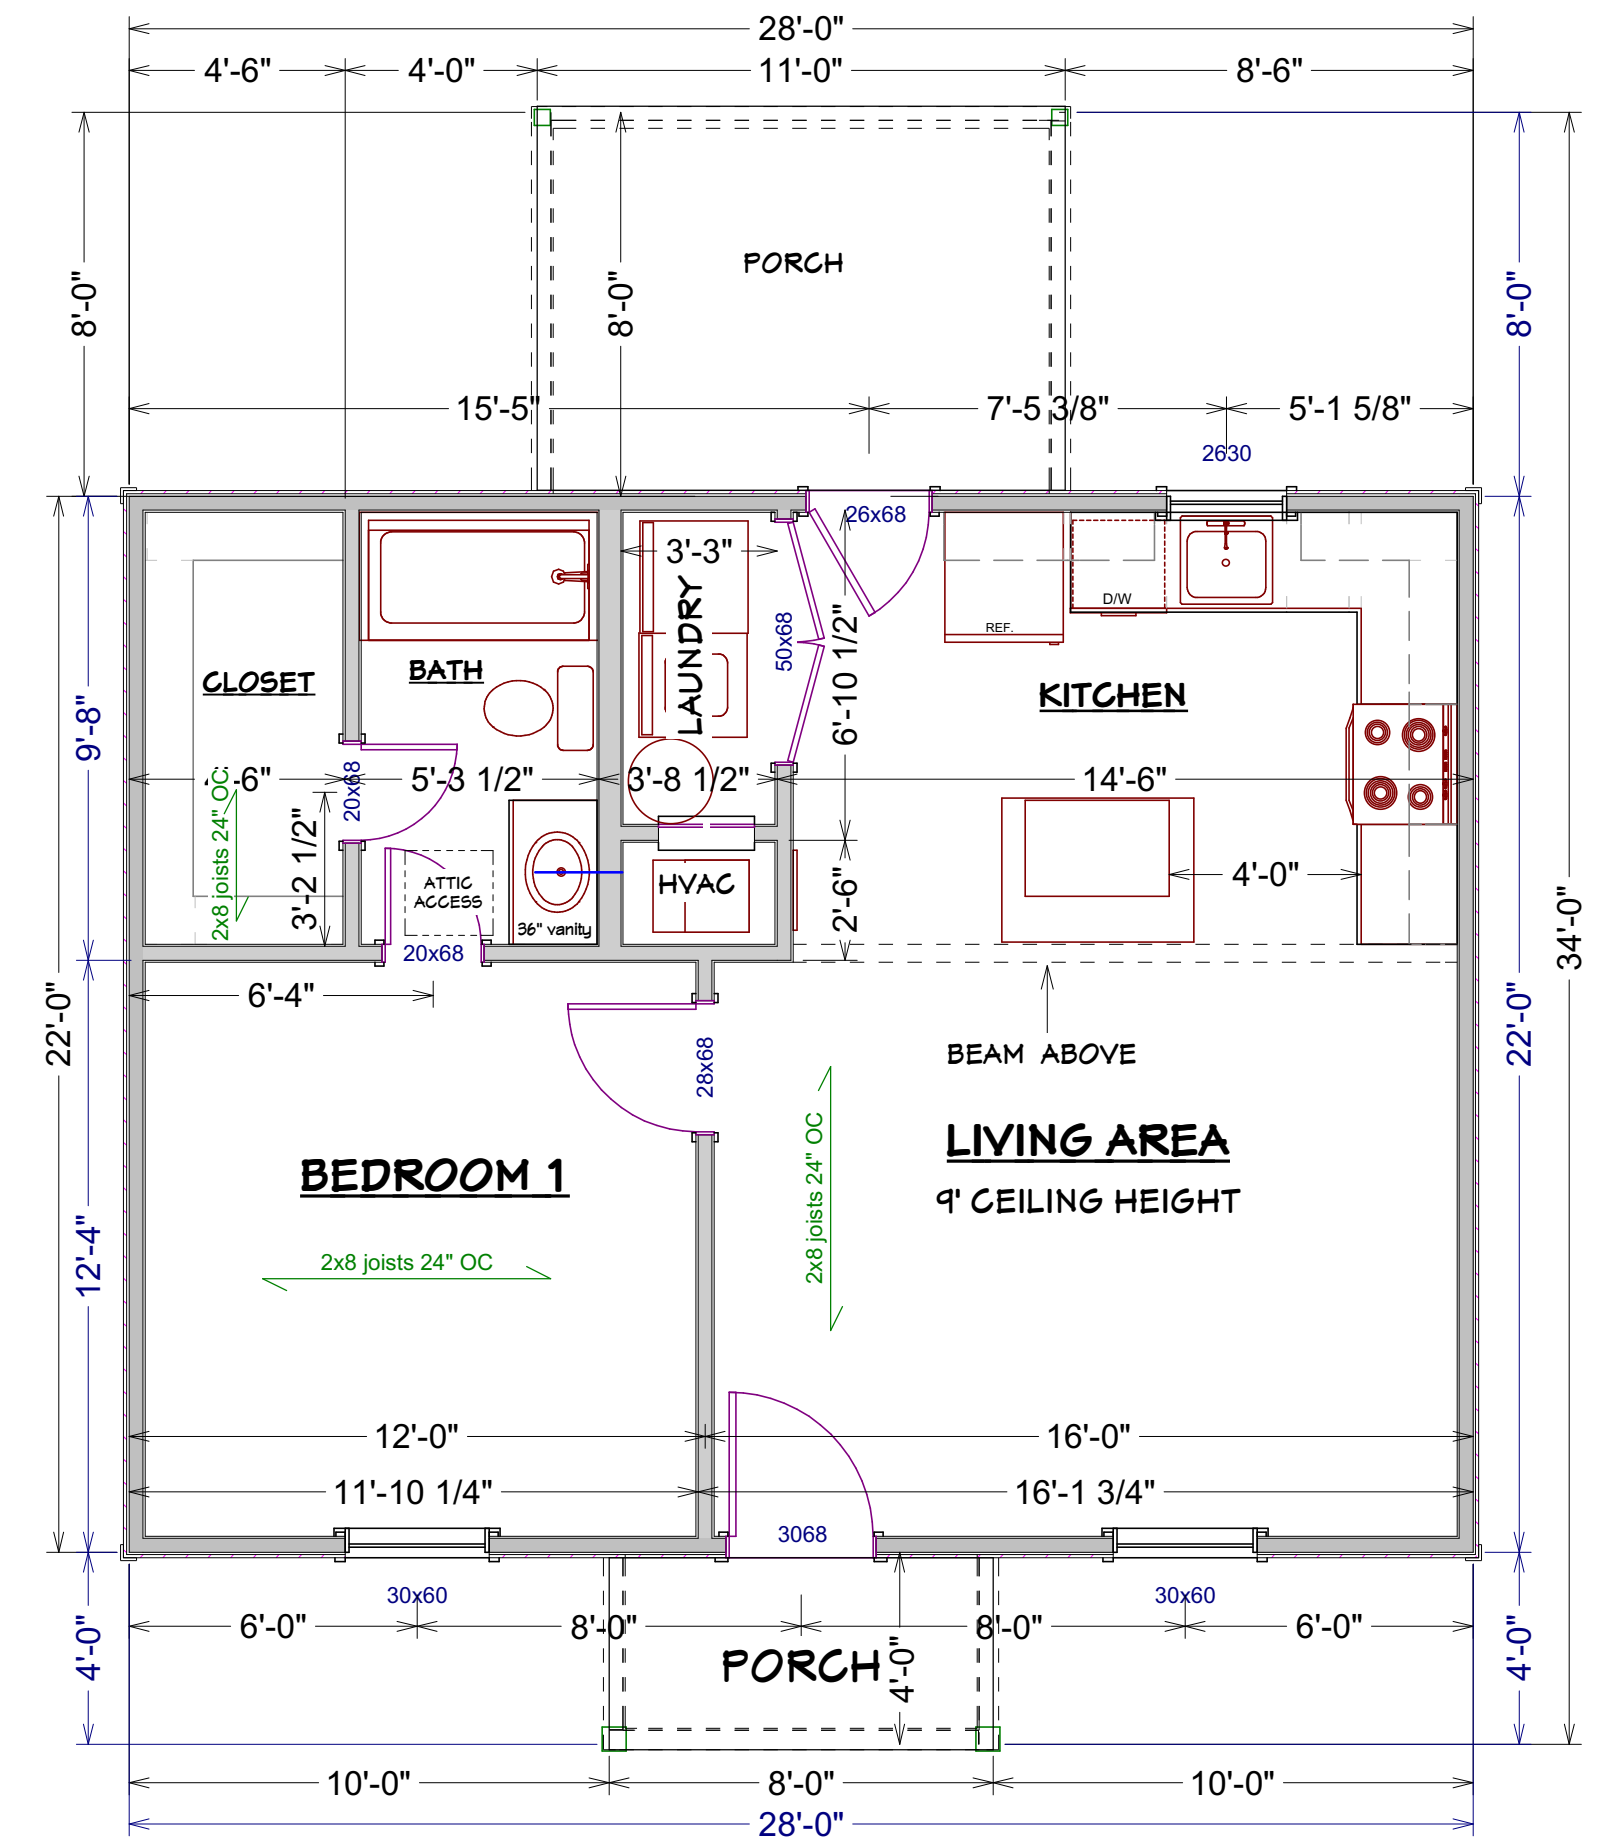 28'-0"
4'-6" 4'-0" 11'-0" 8'-6"
PORCH
8'-0" 8'-0" 8'-0"
15'-5" 7'-5 3/8" 5'-1 5/8"
2630
26x68
3'-3"
D/W
REF.
LAUNDRY
50x68
6'-10 1/2"
BATH
CLOSET
KITCHEN
9'-8"
-6" 5'-3 1/2" 3'-8 1/2" 14'-6"
20x68
2x8 joists 24" OC
3'-2 1/2"
ATTIC
ACCESS
HVAC
4'-0"
2'-6"
36" vanity
34'-0"
20x68
6'-4"
22'-0"
22'-0"
28x68
BEAM ABOVE
LIVING AREA
9' CEILING HEIGHT
BEDROOM 1
2x8 joists 24" OC
2x8 joists 24" OC
12'-4"
12'-0" 16'-0"
11'-10 1/4" 16'-1 3/4"
3068
30x60 30x60
6'-0" 8'-0" 8'-0" 6'-0"
4'-0" PORCH 4'-0" 4'-0"
10'-0" 8'-0" 10'-0"
28'-0"